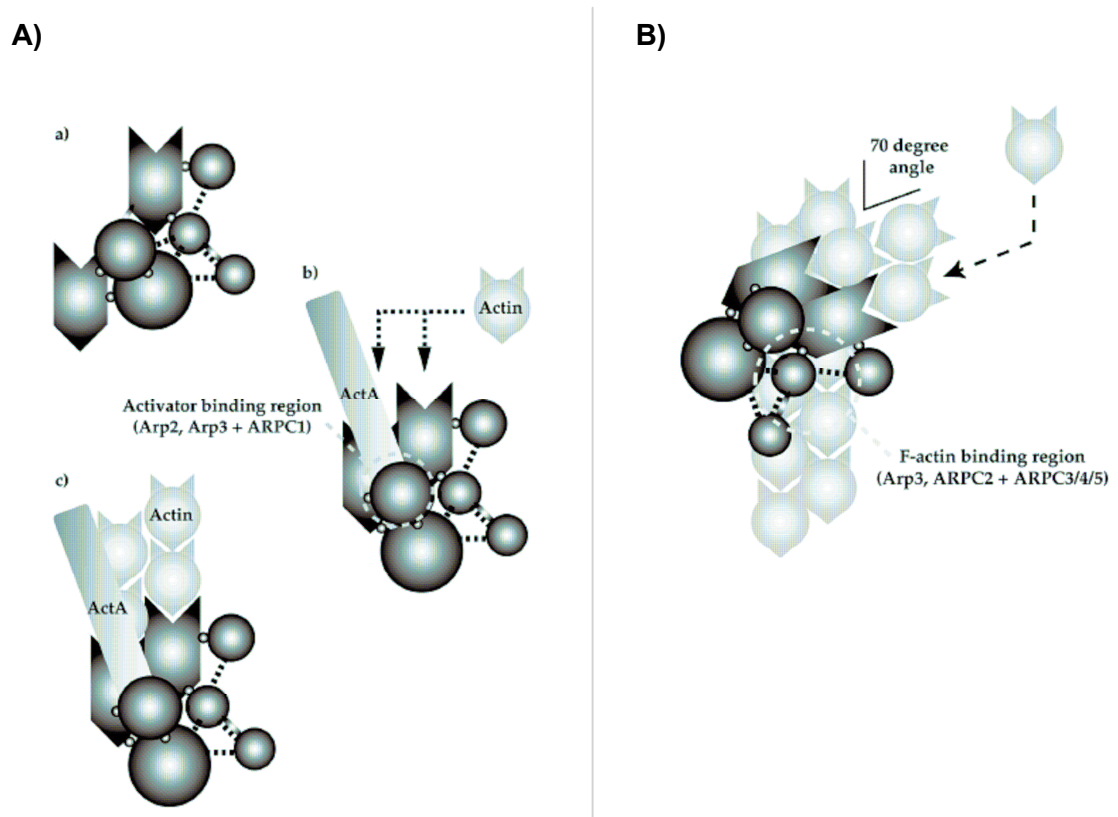 A)
B)
a)
70 degree
angle
b)
Actin
ActA
Activator binding region
(Arp2, Arp3 + ARPC1)
F-actin binding region
(Arp3, ARPC2 + ARPC3/4/5)
c)
Actin
ActA